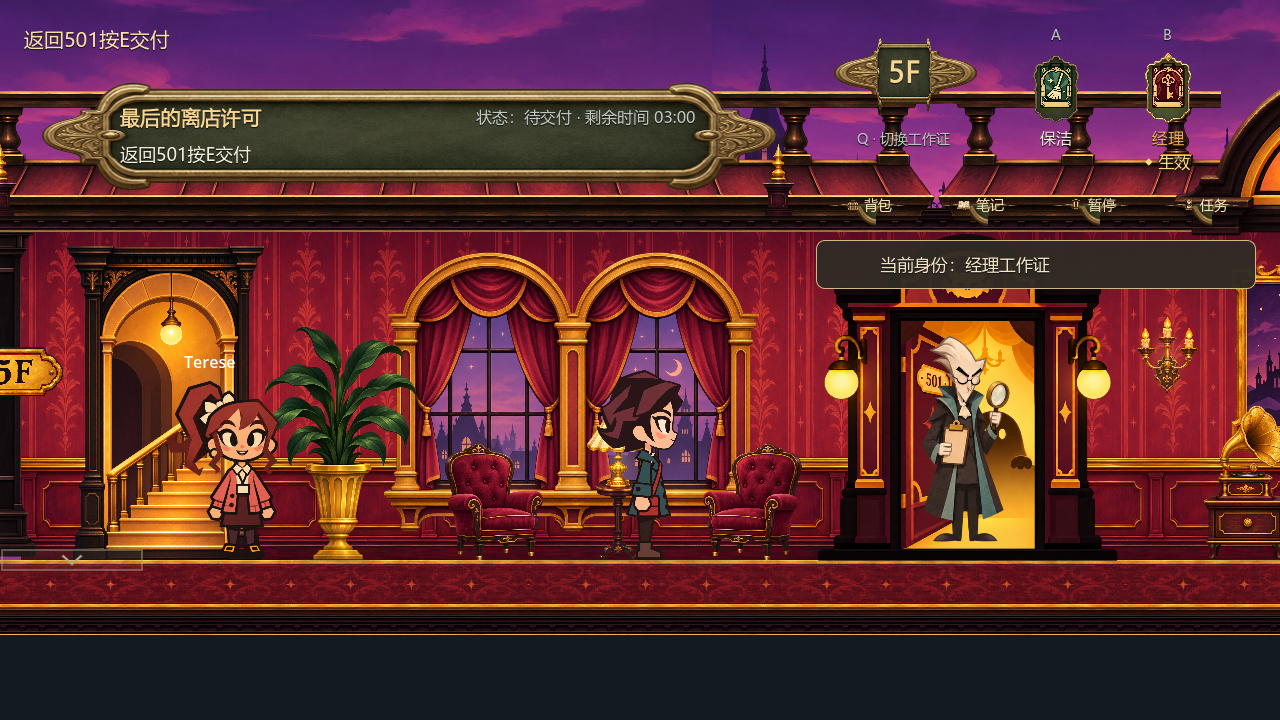 返回501按E交付
A
B
5F
最后的离店许可
状态：待交付 · 剩余时间 03:00
返回501按E交付
Q · 切换工作证
保洁
经理
◆ 生效
背包
笔记
暂停
任务
当前身份：经理工作证
Terese
5F
501